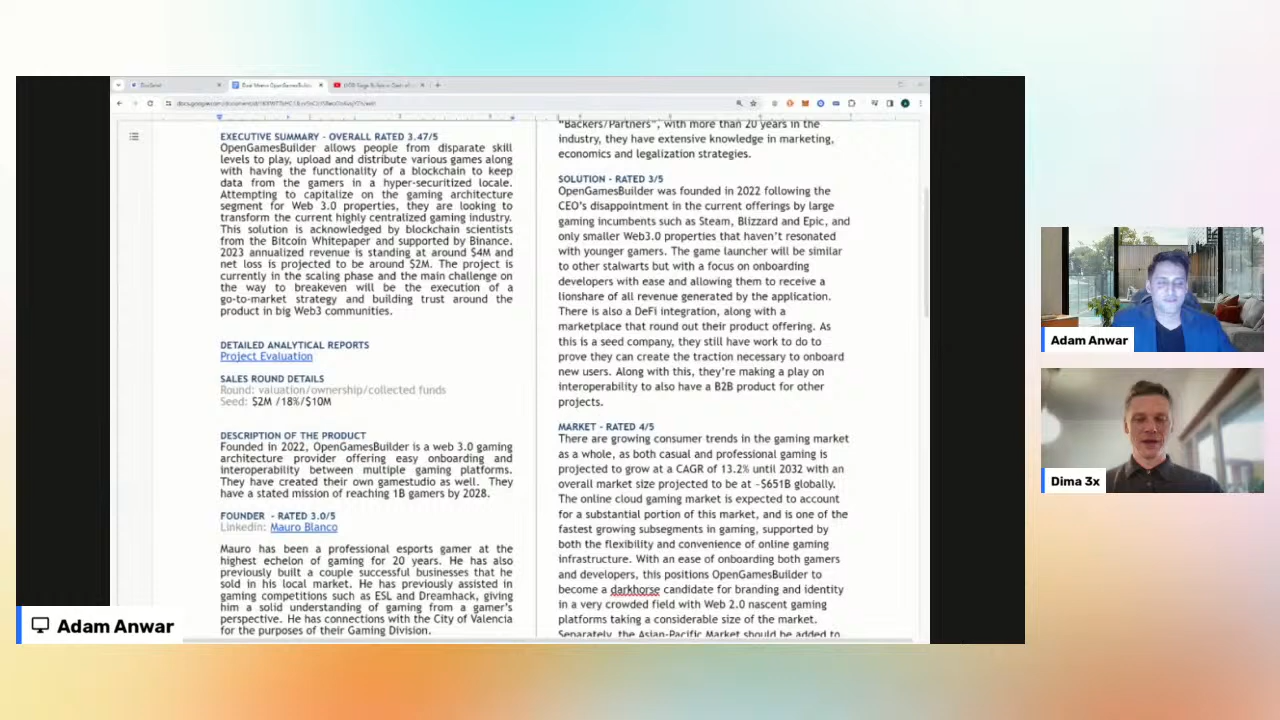 EXECUTIVE SUMMARY - OVERALL RATED 3.47/5
OpenGamesBuilder allows people from disparate skill
levels to play, upload and distribute various games along
with having the functionality of a blockchain to keep
data from the gamers in a hyper-securitized locale.
Attempting to capitalize on the gaming architecture
segment for Web 3.0 properties, they are looking to
transform the current highly centralized gaming industry.
This solution is acknowledged by blockchain scientists
from the Bitcoin Whitepaper and supported by Binance.
2023 annualized revenue is standing at around $4M and
net loss is projected to be around $2M. The project is
currently in the scaling phase and the main challenge on
the way to breakeven will be the execution of a
go-to-market strategy and building trust around the
product in big Web3 communities.
DETAILED ANALYTICAL REPORTS
Project Evaluation
SALES ROUND DETAILS
Round: valuation/ownership/collected funds
Seed: $2M /18%/$10M
DESCRIPTION OF THE PRODUCT
Founded in 2022, OpenGamesBuilder is a web 3.0 gaming
architecture provider offering easy onboarding and
interoperability between multiple gaming platforms.
They have created their own gamestudio as well. They
have a stated mission of reaching 1B gamers by 2028.
FOUNDER - RATED 3.0/5
Linkedin: Mauro Blanco
Mauro has been a professional esports gamer at the
highest echelon of gaming for 20 years. He has also
previously built a couple successful businesses that he
sold in his local market. He has previously assisted in
gaming competitions such as ESL and Dreamhack, giving
him a solid understanding of gaming from a gamer's
perspective. He has connections with the City of Valencia
for the purposes of their Gaming Division.
"Backers/Partners", with more than 20 years in the
industry, they have extensive knowledge in marketing,
economics and legalization strategies.
SOLUTION - RATED 3/5
OpenGamesBuilder was founded in 2022 following the
CEO's disappointment in the current offerings by large
gaming incumbents such as Steam, Blizzard and Epic, and
only smaller Web3.0 properties that haven't resonated
with younger gamers. The game launcher will be similar
to other stalwarts but with a focus on onboarding
developers with ease and allowing them to receive a
lionshare of all revenue generated by the application.
There is also a DeFi integration, along with a
marketplace that round out their product offering. As
this is a seed company, they still have work to do to
prove they can create the traction necessary to onboard
new users. Along with this, they're making a play on
interoperability to also have a B2B product for other
projects.
MARKET - RATED 4/5
There are growing consumer trends in the gaming market
as a whole, as both casual and professional gaming is
projected to grow at a CAGR of 13.2% until 2032 with an
overall market size projected to be at ~$651B globally.
The online cloud gaming market is expected to account
for a substantial portion of this market, and is one of the
fastest growing subsegments in gaming, supported by
both the flexibility and convenience of online gaming
infrastructure. With an ease of onboarding both gamers
and developers, this positions OpenGamesBuilder to
become a darkhorse candidate for branding and identity
in a very crowded field with Web 2.0 nascent gaming
platforms taking a considerable size of the market.
Separately, the Asian-Pacific Market should be added to
Adam Anwar
Dima 3x
Adam Anwar